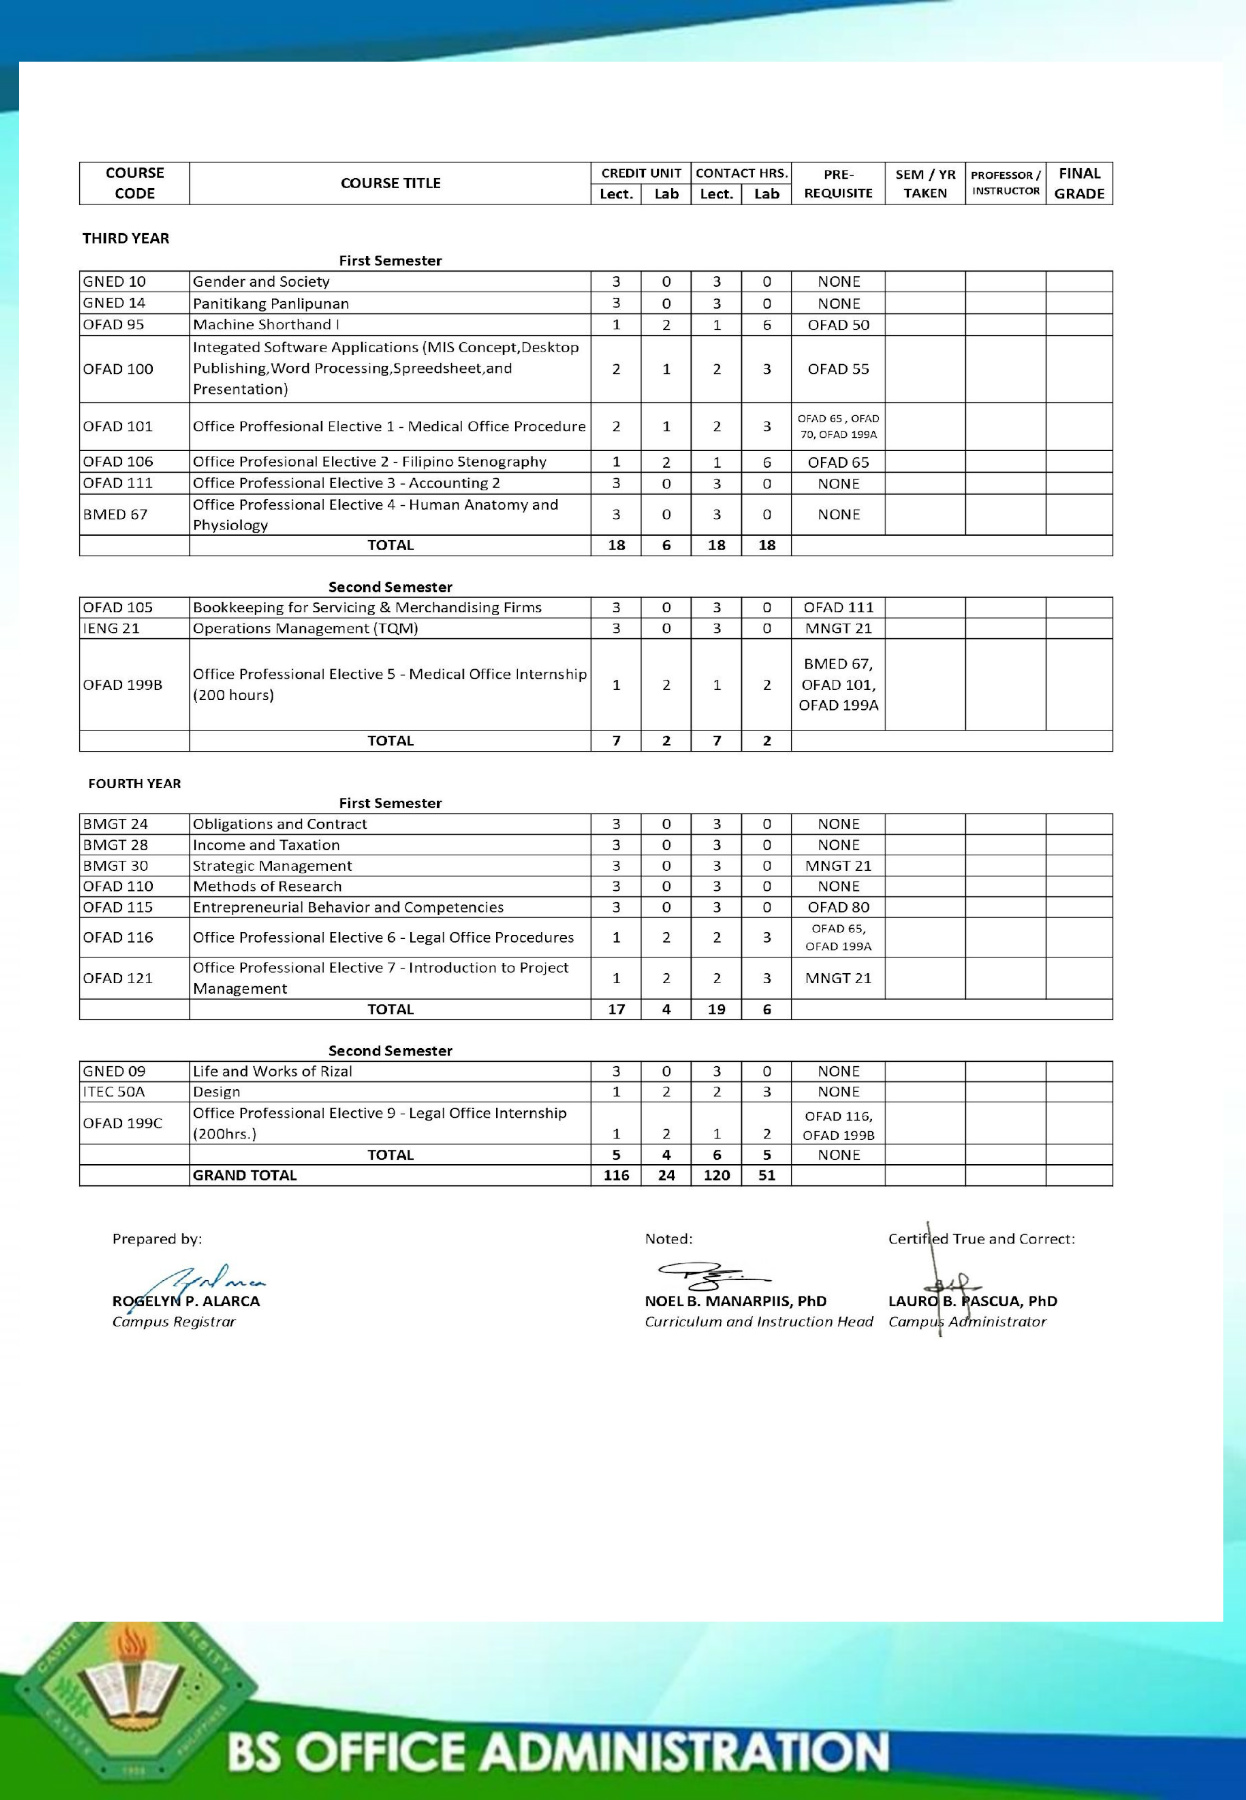 COURSE CODE COURSE TITLE CREDIT UNIT CONTACT HRS. PRE-REQUISITE SEM / YR TAKEN PROFESSOR / INSTRUCTOR FINAL GRADE
Lect. Lab Lect. Lab
THIRD YEAR
First Semester
GNED 10 Gender and Society 3 0 3 0 NONE
GNED 14 Panitikang Panlipunan 3 0 3 0 NONE
OFAD 95 Machine Shorthand I 1 2 1 6 OFAD 50
OFAD 100 Integated Software Applications (MIS Concept,Desktop Publishing,Word Processing,Spreedsheet,and Presentation) 2 1 2 3 OFAD 55
OFAD 101 Office Proffesional Elective 1 - Medical Office Procedure 2 1 2 3 OFAD 65 , OFAD 70, OFAD 199A
OFAD 106 Office Profesional Elective 2 - Filipino Stenography 1 2 1 6 OFAD 65
OFAD 111 Office Professional Elective 3 - Accounting 2 3 0 3 0 NONE
BMED 67 Office Professional Elective 4 - Human Anatomy and Physiology 3 0 3 0 NONE
TOTAL 18 6 18 18
Second Semester
OFAD 105 Bookkeeping for Servicing & Merchandising Firms 3 0 3 0 OFAD 111
IENG 21 Operations Management (TQM) 3 0 3 0 MNGT 21
OFAD 199B Office Professional Elective 5 - Medical Office Internship (200 hours) 1 2 1 2 BMED 67, OFAD 101, OFAD 199A
TOTAL 7 2 7 2
FOURTH YEAR
First Semester
BMGT 24 Obligations and Contract 3 0 3 0 NONE
BMGT 28 Income and Taxation 3 0 3 0 NONE
BMGT 30 Strategic Management 3 0 3 0 MNGT 21
OFAD 110 Methods of Research 3 0 3 0 NONE
OFAD 115 Entrepreneurial Behavior and Competencies 3 0 3 0 OFAD 80
OFAD 116 Office Professional Elective 6 - Legal Office Procedures 1 2 2 3 OFAD 65, OFAD 199A
OFAD 121 Office Professional Elective 7 - Introduction to Project Management 1 2 2 3 MNGT 21
TOTAL 17 4 19 6
Second Semester
GNED 09 Life and Works of Rizal 3 0 3 0 NONE
ITEC 50A Design 1 2 2 3 NONE
OFAD 199C Office Professional Elective 9 - Legal Office Internship (200hrs.) 1 2 1 2 OFAD 116, OFAD 199B
TOTAL 5 4 6 5 NONE
GRAND TOTAL 116 24 120 51
Prepared by: Noted: Certified True and Correct:
ROGELYN P. ALARCA NOEL B. MANARPIIS, PhD LAURO B. PASCUA, PhD
Campus Registrar Curriculum and Instruction Head Campus Administrator
BS OFFICE ADMINISTRATION